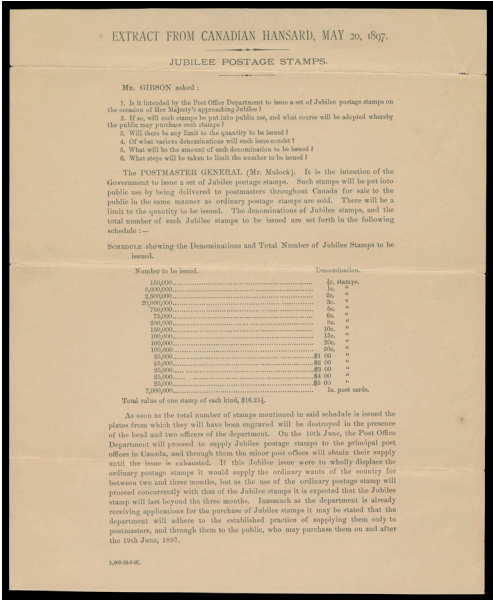 EXTRACT FROM CANADIAN HANSARD, MAY 20, 1897.
JUBILEE POSTAGE STAMPS.
MR. GIBSON asked :
1. Is it intended by the Post Office Department to issue a set of Jubilee postage stamps on
the occasion of Her Majesty's approaching Jubilee ?
2. If so, will such stamps be put into public use, and what course will be adopted whereby
the public may purchase such stamps ?
3. Will there be any limit to the quantity to be issued ?
4. Of what various denominations will such issue consist ?
5. What will be the amount of each denomination to be issued ?
6. What steps will be taken to limit the number to be issued ?
The POSTMASTER GENERAL (Mr. Mulock). It is the intention of the
Government to issue a set of Jubilee postage stamps. Such stamps will be put into
public use by being delivered to postmasters throughout Canada for sale to the
public in the same manner as ordinary postage stamps are sold. There will be a
limit to the quantity to be issued. The denominations of Jubilee stamps, and the
total number of such Jubilee stamps to be issued are set forth in the following
schedule : —
SCHEDULE showing the Denominations and Total Number of Jubilee Stamps to be
issued.
Number to be issued. Denomination.
150,000 ½c. stamps.
8,000,000 1c. "
2,500,000 2c. "
20,000,000 3c. "
750,000 5c. "
75,000 6c. "
200,000 8c. "
150,000 10c. "
100,000 15c. "
100,000 20c. "
100,000 50c. "
25,000 $1 00 "
25,000 $2 00 "
25,000 $3 00 "
25,000 $4 00 "
25,000 $5 00 "
7,000,000 1c. post cards.
Total value of one stamp of each kind, $16.21½.
As soon as the total number of stamps mentioned in said schedule is issued the
plates from which they will have been engraved will be destroyed in the presence
of the head and two officers of the department. On the 19th June, the Post Office
Department will proceed to supply Jubilee postage stamps to the principal post
offices in Canada, and through them the minor post offices will obtain their supply
until the issue is exhausted. If this Jubilee issue were to wholly displace the
ordinary postage stamps it would supply the ordinary wants of the country for
between two and three months, but as the use of the ordinary postage stamp will
proceed concurrently with that of the Jubilee stamps it is expected that the Jubilee
stamp will last beyond the three months. Inasmuch as the department is already
receiving applications for the purchase of Jubilee stamps it may be stated that the
department will adhere to the established practice of supplying them only to
postmasters, and through them to the public, who may purchase them on and after
the 19th June, 1897.